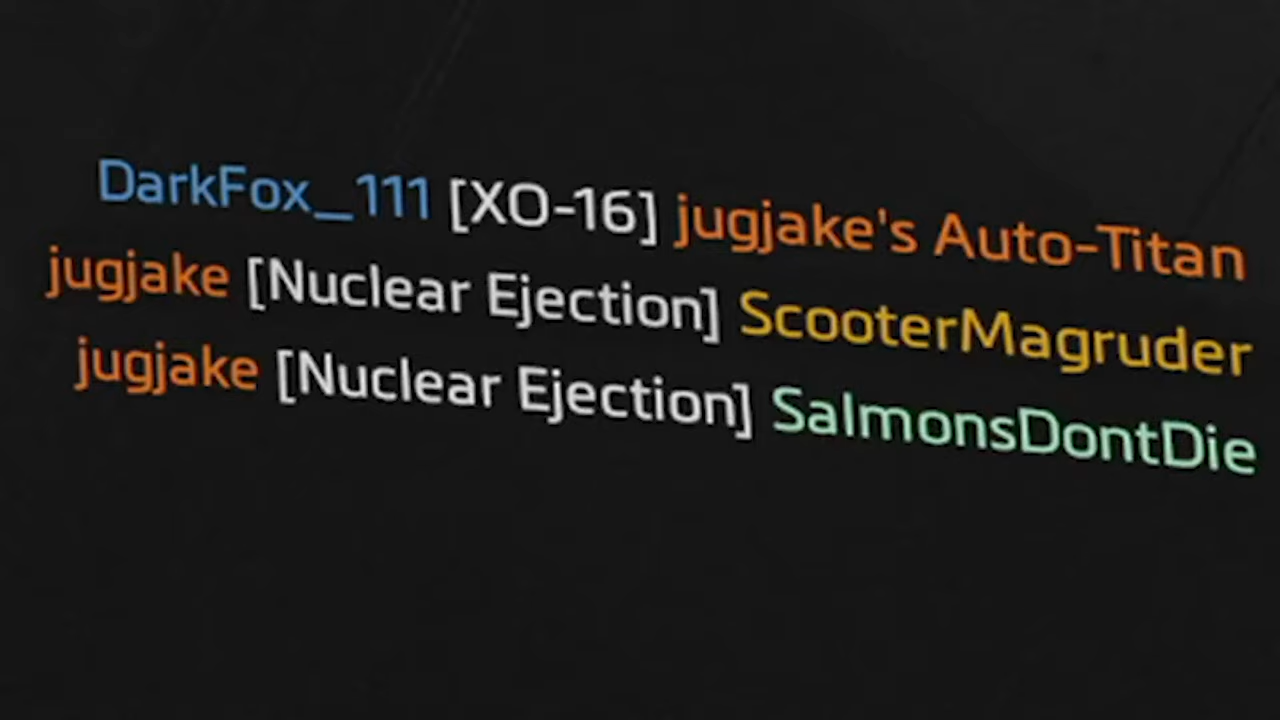 DarkFox_111 [XO-16] jugjake's Auto-Titan
jugjake [Nuclear Ejection] ScooterMagruder
jugjake [Nuclear Ejection] SalmonsDontDie